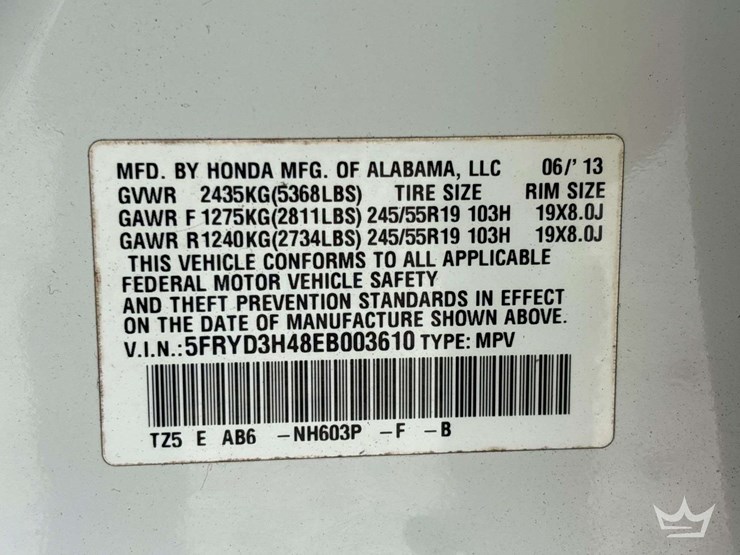 MFD. BY HONDA MFG. OF ALABAMA, LLC 06/' 13
GVWR 2435KG(5368LBS) TIRE SIZE RIM SIZE
GAWR F 1275KG(2811LBS) 245/55R19 103H 19X8.0J
GAWR R1240KG(2734LBS) 245/55R19 103H 19X8.0J
THIS VEHICLE CONFORMS TO ALL APPLICABLE
FEDERAL MOTOR VEHICLE SAFETY
AND THEFT PREVENTION STANDARDS IN EFFECT
ON THE DATE OF MANUFACTURE SHOWN ABOVE.
V.I.N.:5FRYD3H48EB003610 TYPE: MPV
TZ5 E AB6 -NH603P -F -B